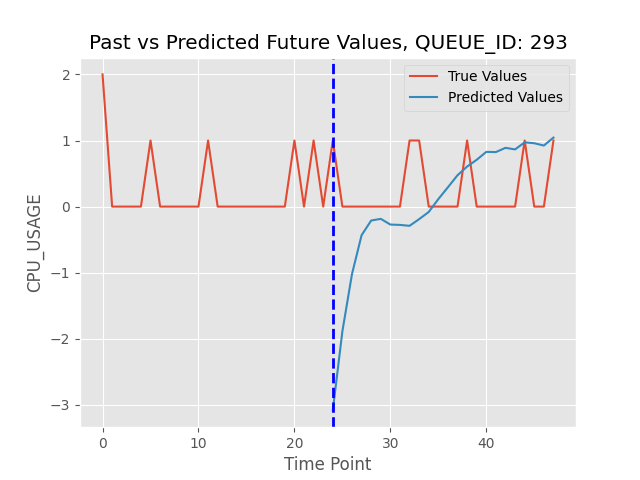 Past vs Predicted Future Values, QUEUE_ID: 293
True Values
Predicted Values
CPU_USAGE
2
1
0
−1
−2
−3
0 10 20 30 40
Time Point